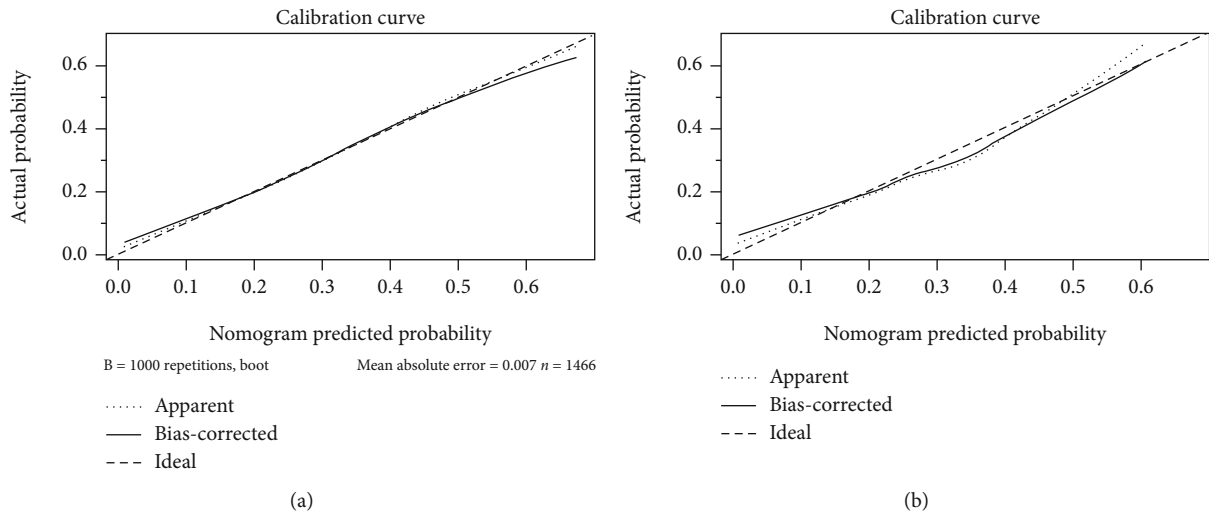 Calibration curve
Actual probability
0.6
0.4
0.2
0.0
0.0 0.1 0.2 0.3 0.4 0.5 0.6
Nomogram predicted probability
B = 1000 repetitions, boot Mean absolute error = 0.007 n = 1466
Apparent
Bias-corrected
Ideal
(a)
Calibration curve
Actual probability
0.6
0.4
0.2
0.0
0.0 0.1 0.2 0.3 0.4 0.5 0.6
Nomogram predicted probability
Apparent
Bias-corrected
Ideal
(b)